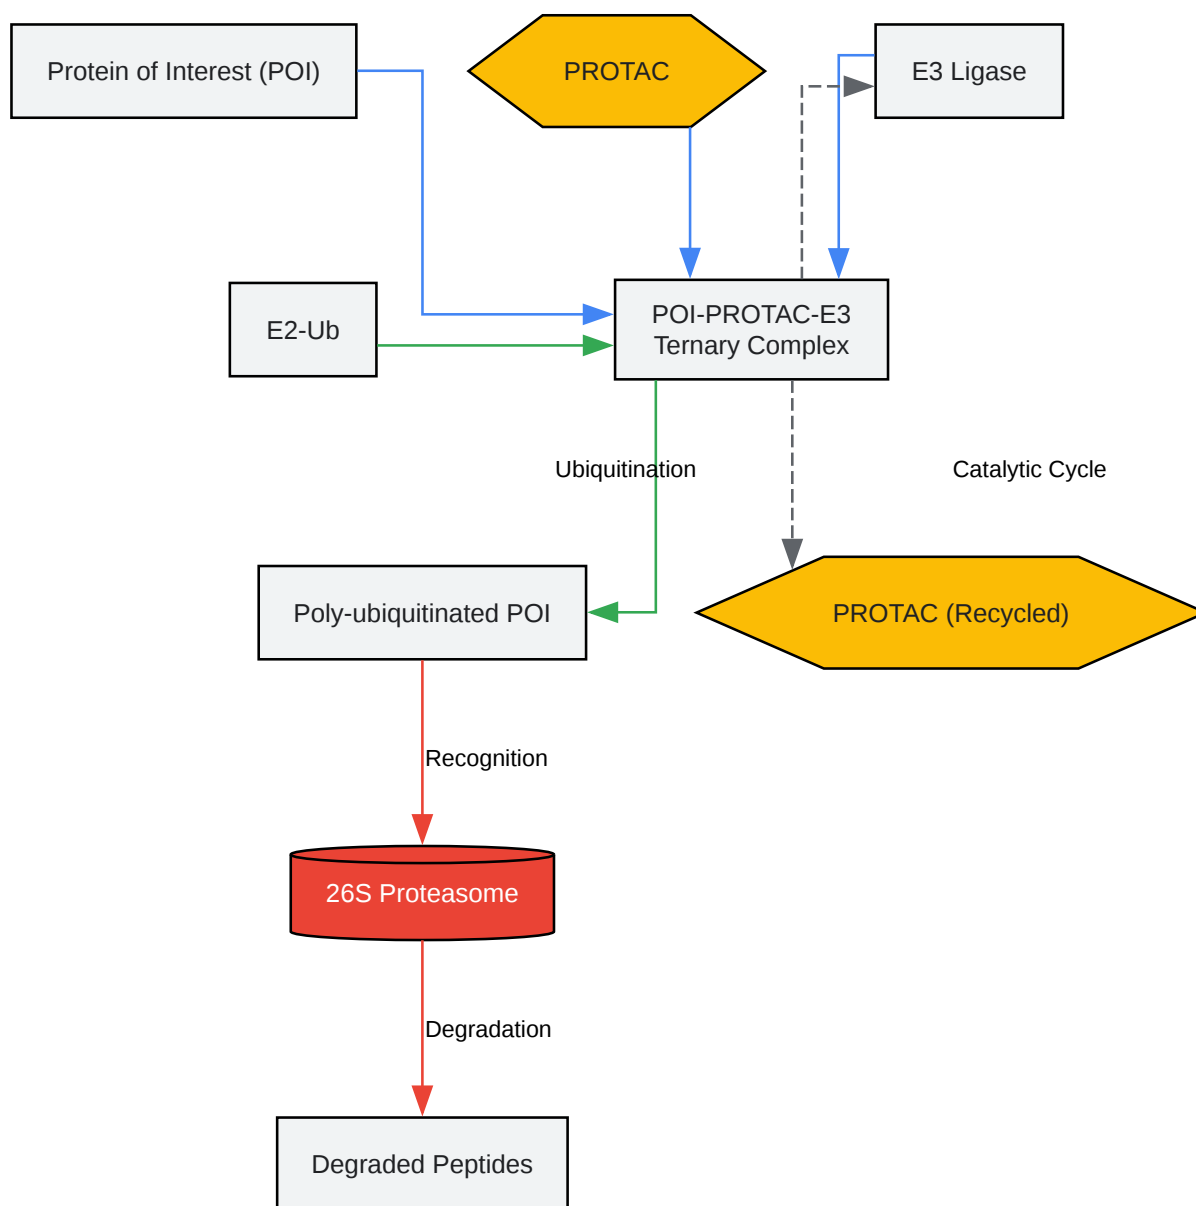 Protein of Interest (POI)
PROTAC
E3 Ligase
E2-Ub
POI-PROTAC-E3
Ternary Complex
Ubiquitination
Catalytic Cycle
Poly-ubiquitinated POI
PROTAC (Recycled)
Recognition
26S Proteasome
Degradation
Degraded Peptides